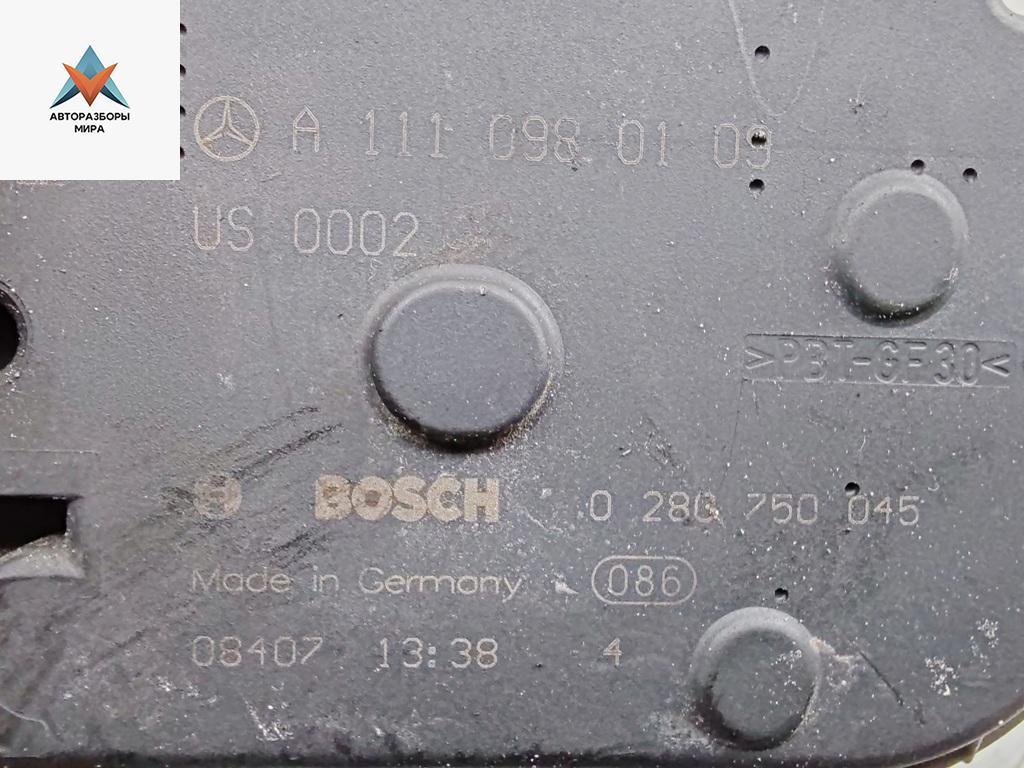 АВТОРАЗБОРЫ
МИРА
A 111 098 01 09
US 0002
>PBT-GF30<
BOSCH 0 280 750 045
Made in Germany 086
08407 13:38 4